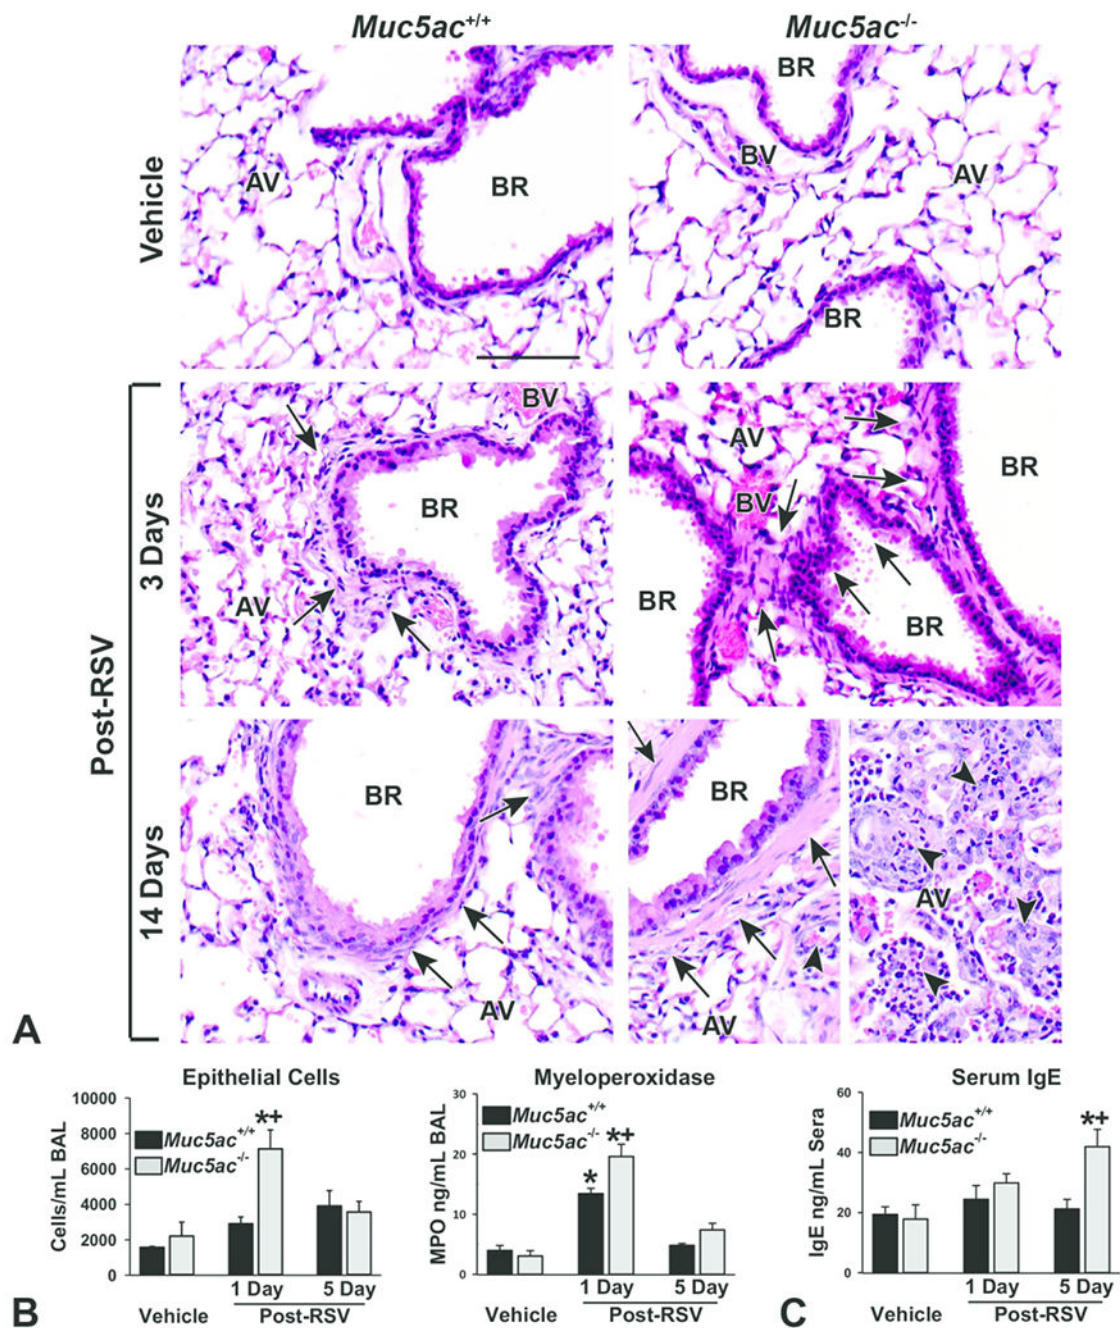 Muc5ac+/+ Muc5ac-/-
Vehicle
AV BR
BR BV AV BR
Post-RSV
3 Days
BV BR AV
AV BV BR BR BR
14 Days
BR AV
BR AV
AV
A
Epithelial Cells
Cells/mL BAL
10000
8000
6000
4000
2000
0
Muc5ac+/+
Muc5ac-/-
*+
1 Day 5 Day
Vehicle Post-RSV
B
Myeloperoxidase
MPO ng/mL BAL
30
20
10
0
Muc5ac+/+
Muc5ac-/-
* *+
1 Day 5 Day
Vehicle Post-RSV
Serum IgE
IgE ng/mL Sera
60
40
20
0
Muc5ac+/+
Muc5ac-/-
*+
1 Day 5 Day
Vehicle Post-RSV
C